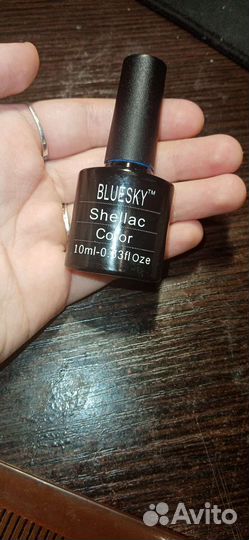 BLUESKY™
Shellac
Color
10ml-0.33fl Oze
Avito